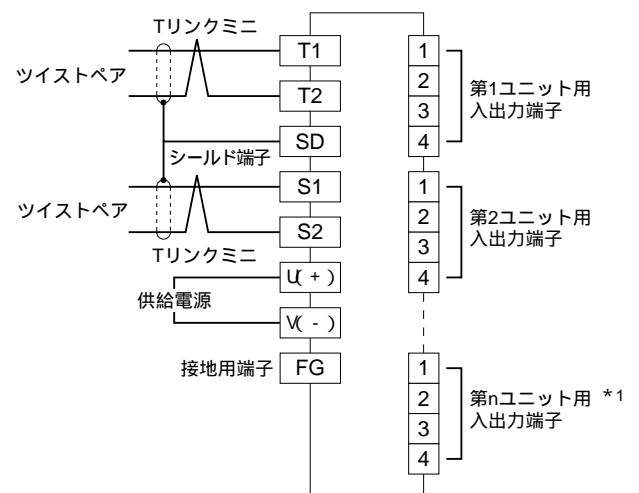 Tリンクミニ
ツイストペア
T1
T2
SD
シールド端子
S1
ツイストペア
S2
Tリンクミニ
U(+)
供給電源
V(-)
接地用端子
FG
1
2
3
4
第1ユニット用
入出力端子
1
2
3
4
第2ユニット用
入出力端子
1
2
3
4
第nユニット用 *1
入出力端子